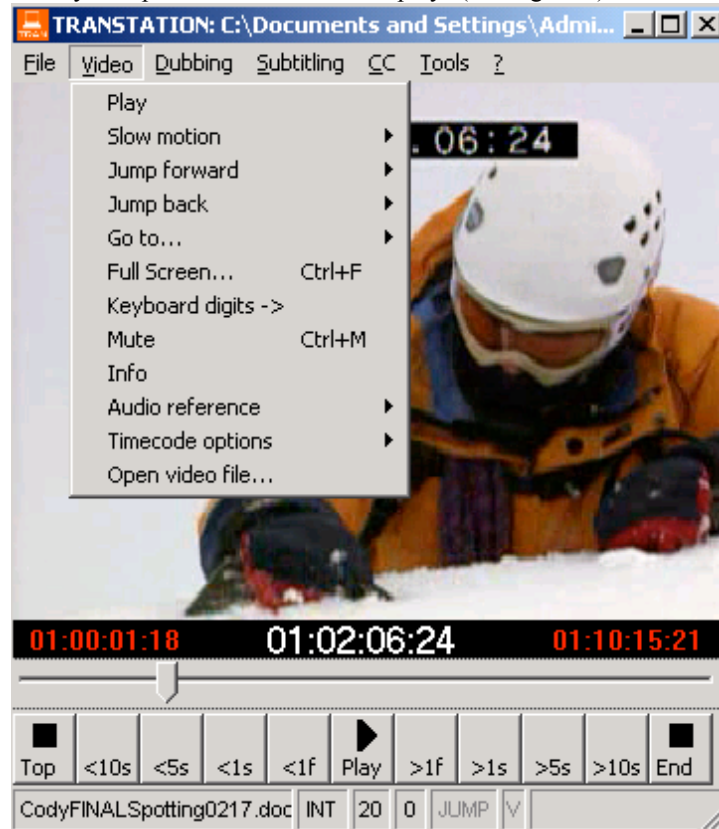 TRANSTATION: C:\Documents and Settings\Admi...
File Video Dubbing Subtitling CC Tools ?
Play
Slow motion
Jump forward
Jump back
Go to...
Full Screen... Ctrl+F
Keyboard digits ->
Mute Ctrl+M
Info
Audio reference
Timecode options
Open video file...
. 06:24
01:00:01:18 01:02:06:24 01:10:15:21
Top <10s <5s <1s <1f Play >1f >1s >5s >10s End
CodyFINALSpotting0217.doc INT 20 0 JUMP V